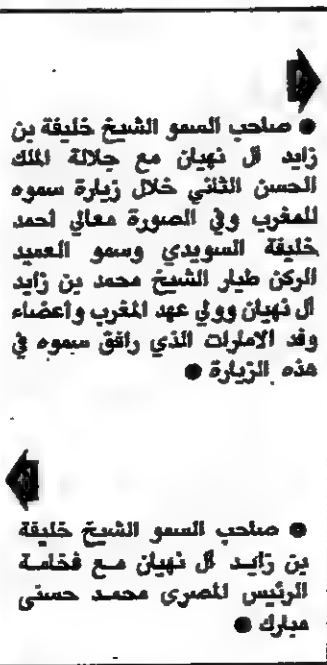 ● صاحب السمو الشيخ خليفة بن
زايد آل نهيان مع جلالة الملك
الحسن الثاني خلال زيارة سموه
للمغرب وفي الصورة معالي احمد
خليفة السويدي وسمو العميد
الركن طيار الشيخ محمد بن زايد
آل نهيان وولي عهد المغرب واعضاء
وفد الامارات الذي رافق سموه في
هذه الزيارة ●
● صاحب السمو الشيخ خليفة
بن زايد آل نهيان مع فخامة
الرئيس المصرى محمد حسنى
مبارك ●